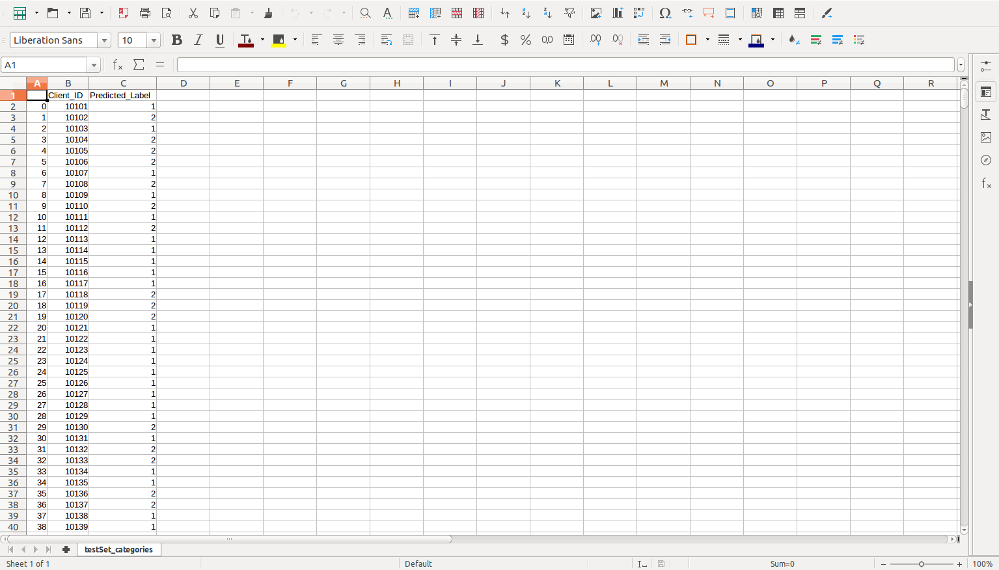 Liberation Sans 10
A1
A B C D E F G H I J K L M N O P Q R
1 Client_ID Predicted_Label
2 0 10101 1
3 1 10102 2
4 2 10103 1
5 3 10104 2
6 4 10105 2
7 5 10106 2
8 6 10107 1
9 7 10108 2
10 8 10109 1
11 9 10110 2
12 10 10111 1
13 11 10112 2
14 12 10113 1
15 13 10114 1
16 14 10115 1
17 15 10116 1
18 16 10117 1
19 17 10118 2
20 18 10119 2
21 19 10120 2
22 20 10121 1
23 21 10122 1
24 22 10123 1
25 23 10124 1
26 24 10125 1
27 25 10126 1
28 26 10127 1
29 27 10128 1
30 28 10129 1
31 29 10130 2
32 30 10131 1
33 31 10132 2
34 32 10133 2
35 33 10134 1
36 34 10135 1
37 35 10136 2
38 36 10137 2
39 37 10138 1
40 38 10139 1
testSet_categories
Sheet 1 of 1 Default Sum=0 100%